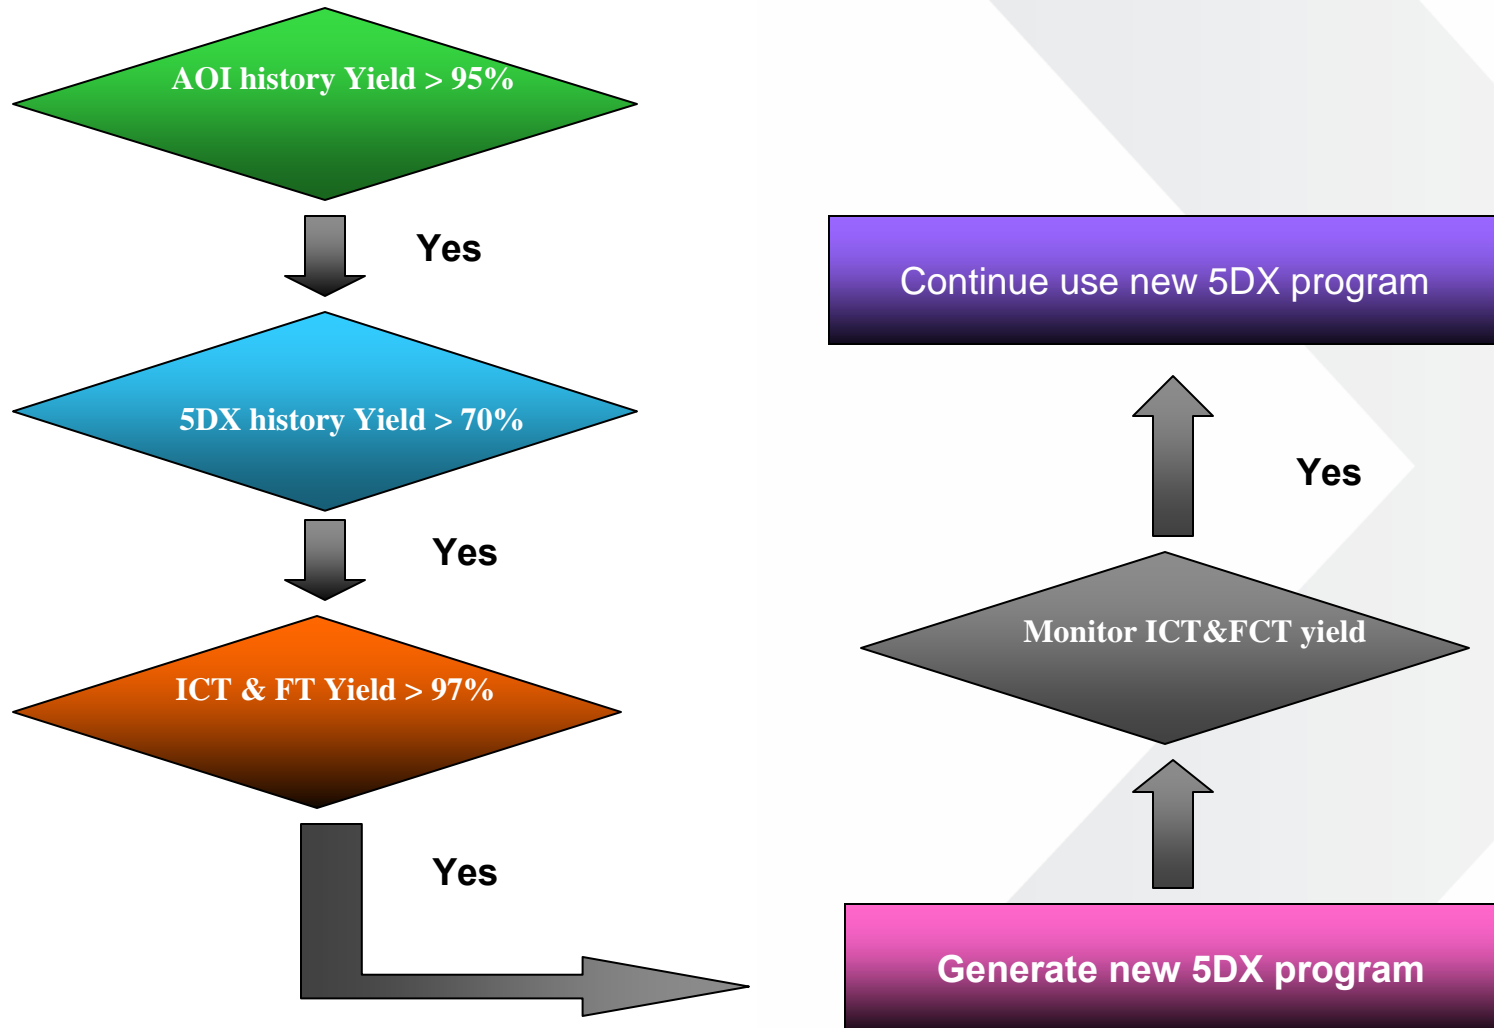 AOI history Yield > 95%
Yes
5DX history Yield > 70%
Yes
ICT & FT Yield > 97%
Yes
Generate new 5DX program
Monitor ICT&FCT yield
Yes
Continue use new 5DX program